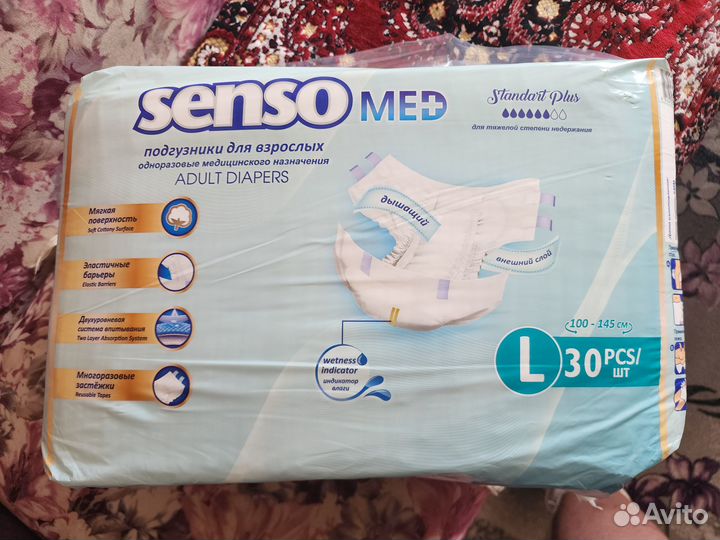 senso MED
Standart Plus
для тяжелой степени недержания
подгузники для взрослых
одноразовые медицинского назначения
ADULT DIAPERS
Мягкая
поверхность
Soft Cottony Surface
Эластичные
барьеры
Elastic Barriers
Двухуровневая
система впитывания
Two Layer Absorption System
Многоразовые
застёжки
Reusable Tapes
дышащий
внешний слой
wetness
indicator
индикатор
влаги
100 - 145 см
L 30 PCS/
шт
Avito